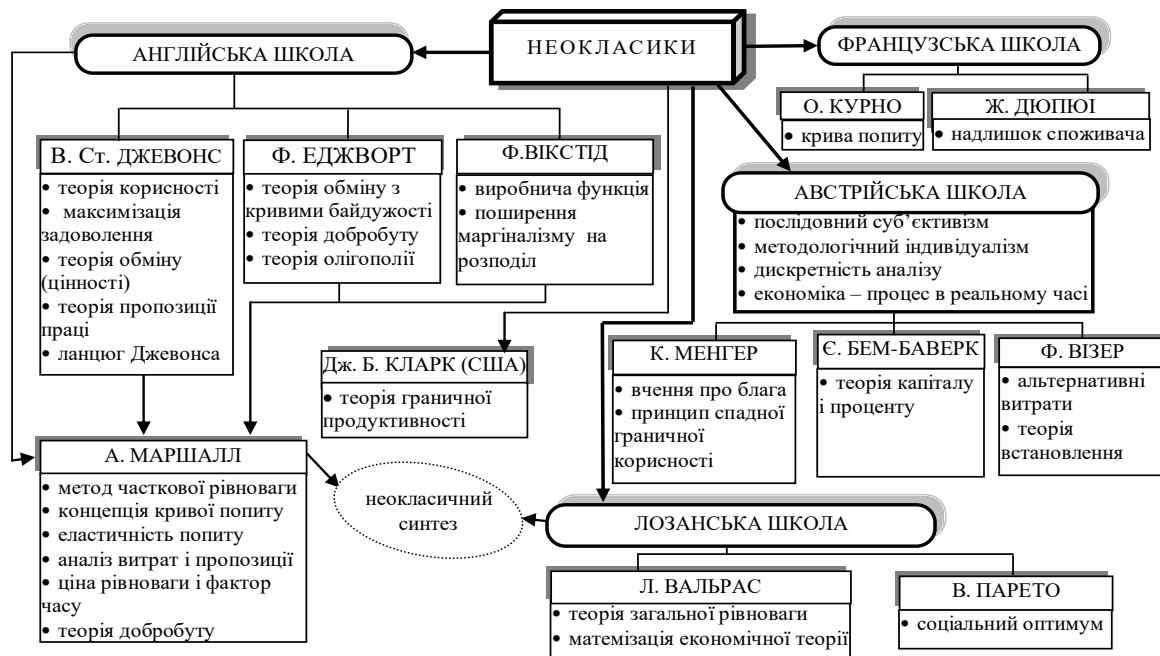 НЕОКЛАСИКИ
АНГЛІЙСЬКА ШКОЛА
ФРАНЦУЗСЬКА ШКОЛА
О. КУРНО
• крива попиту
Ж. ДЮПЮІ
• надлишок споживача
В. Ст. ДЖЕВОНС
• теорія корисності
• максимізація
задоволення
• теорія обміну
(цінності)
• теорія пропозиції
праці
• ланцюг Джевонса
Ф. ЕДЖВОРТ
• теорія обміну з
кривими байдужості
• теорія добробуту
• теорія олігополії
Ф.ВІКСТІД
• виробнича функція
• поширення
маргіналізму на
розподіл
АВСТРІЙСЬКА ШКОЛА
• послідовний суб’єктивізм
• методологічний індивідуалізм
• дискретність аналізу
• економіка – процес в реальному часі
Дж. Б. КЛАРК (США)
• теорія граничної
продуктивності
К. МЕНГЕР
• вчення про блага
• принцип спадної
граничної
корисності
Є. БЕМ-БАВЕРК
• теорія капіталу
і проценту
Ф. ВІЗЕР
• альтернативні
витрати
• теорія
встановлення
А. МАРШАЛЛ
• метод часткової рівноваги
• концепція кривої попиту
• еластичність попиту
• аналіз витрат і пропозиції
• ціна рівноваги і фактор
часу
• теорія добробуту
неокласичний
синтез
ЛОЗАНСЬКА ШКОЛА
Л. ВАЛЬРАС
• теорія загальної рівноваги
• матемізація економічної теорії
В. ПАРЕТО
• соціальний оптимум